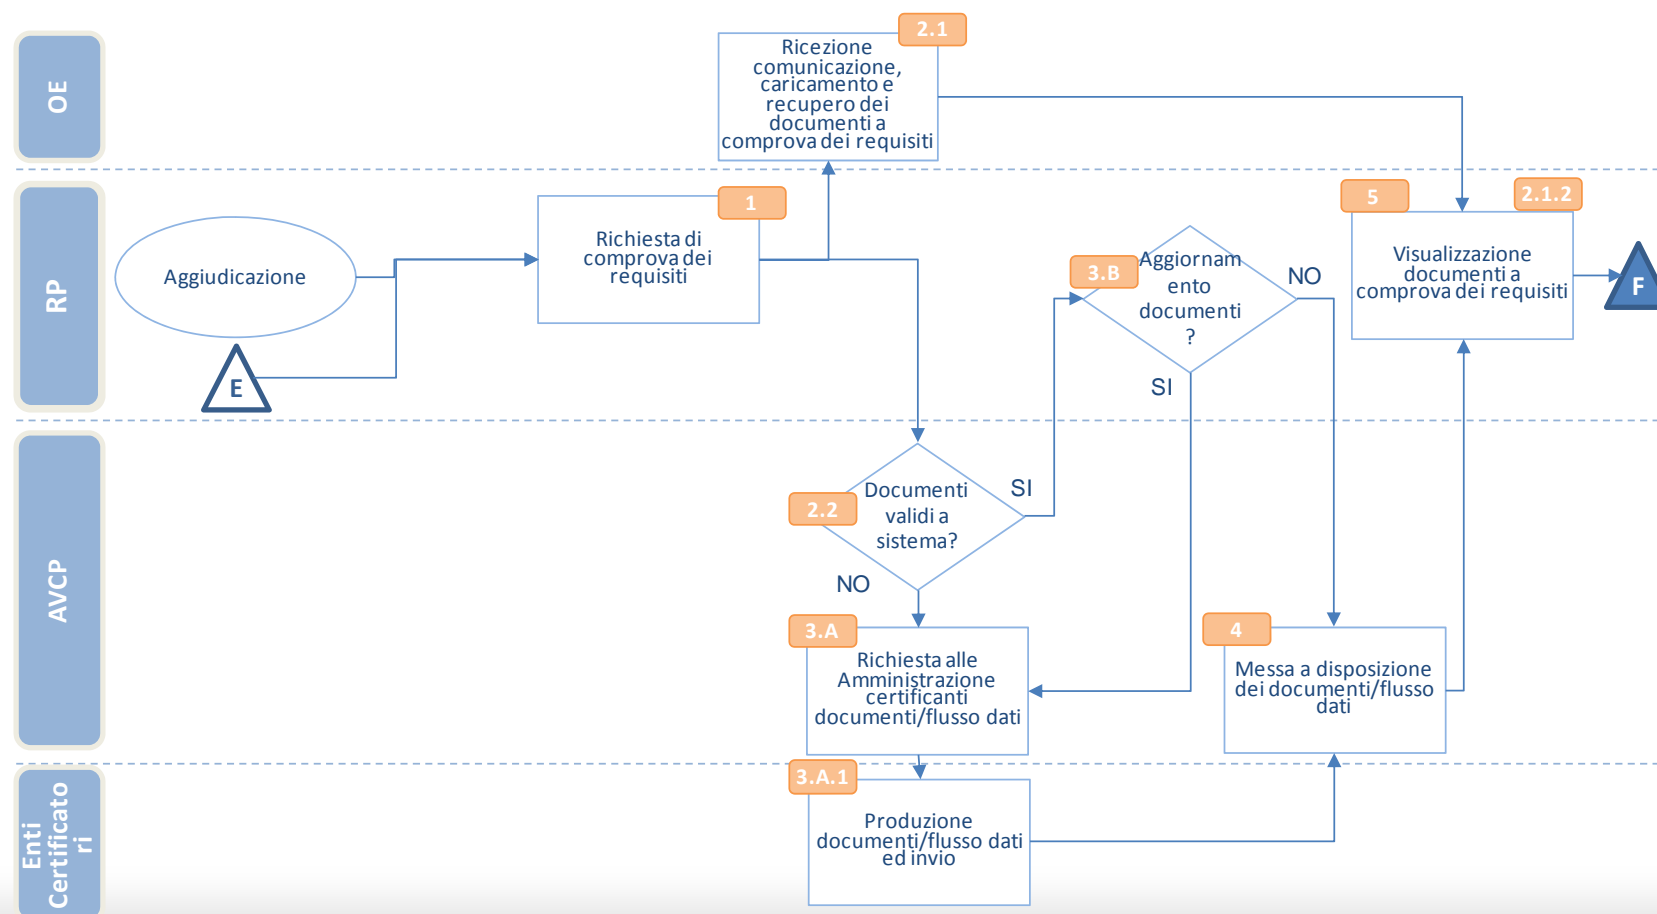 OE
2.1
Ricezione
comunicazione,
caricamento e
recupero dei
documenti a
comprova dei requisiti
RP
Aggiudicazione
E
1
Richiesta di
comprova dei
requisiti
3.B
Aggiornam
ento
documenti
?
NO
SI
5
2.1.2
Visualizzazione
documenti a
comprova dei requisiti
F
AVCP
2.2
Documenti
validi a
sistema?
SI
NO
3.A
Richiesta alle
Amministrazione
certificanti
documenti/flusso dati
4
Messa a disposizione
dei documenti/flusso
dati
Enti
Certificato
ri
3.A.1
Produzione
documenti/flusso dati
ed invio